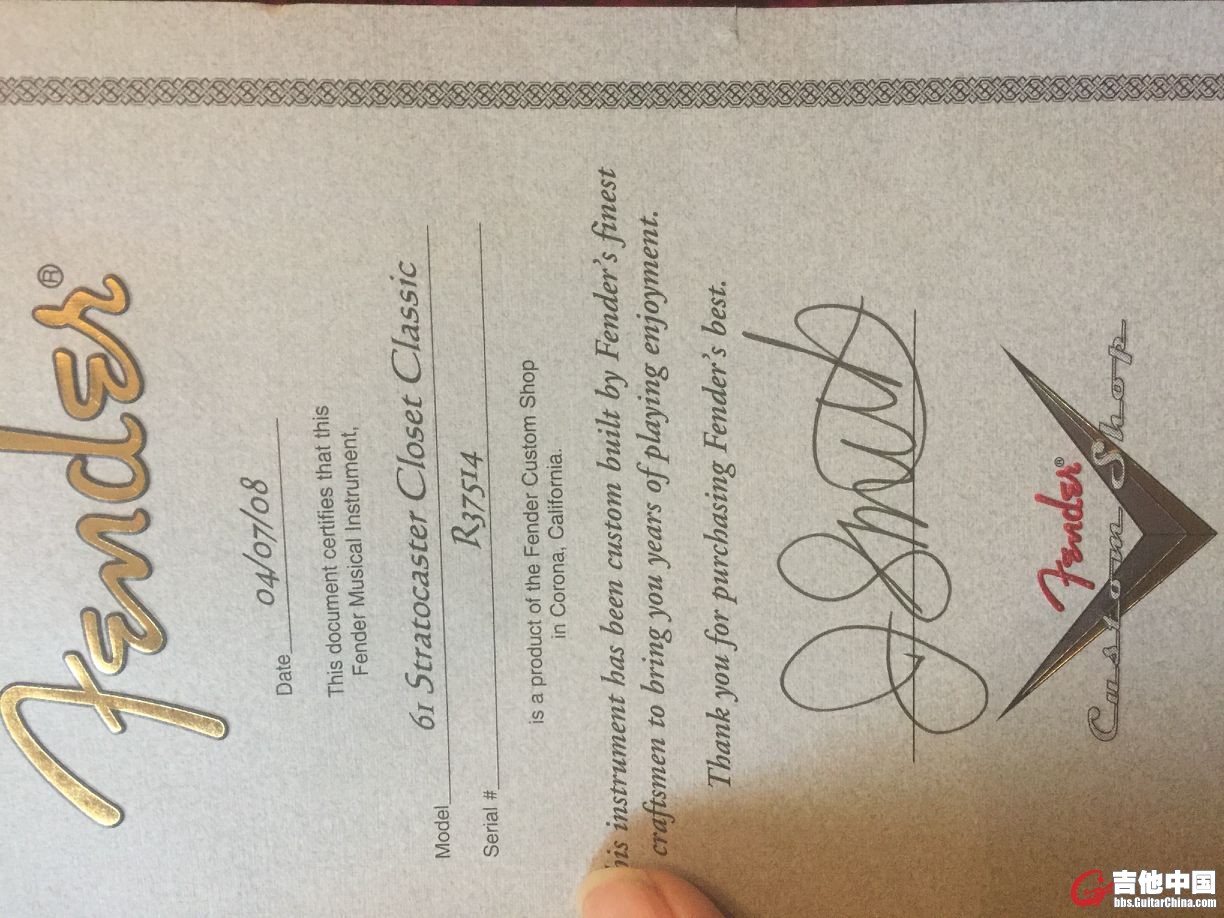 Fender®
Date 04/07/08
This document certifies that this
Fender Musical Instrument,
Model 61 Stratocaster Closet Classic
Serial # R37514
is a product of the Fender Custom Shop
in Corona, California.
instrument has been custom built by Fender's finest
craftsmen to bring you years of playing enjoyment.
Thank you for purchasing Fender's best.
Fender®
Custom Shop
吉他中国
bbs.GuitarChina.com